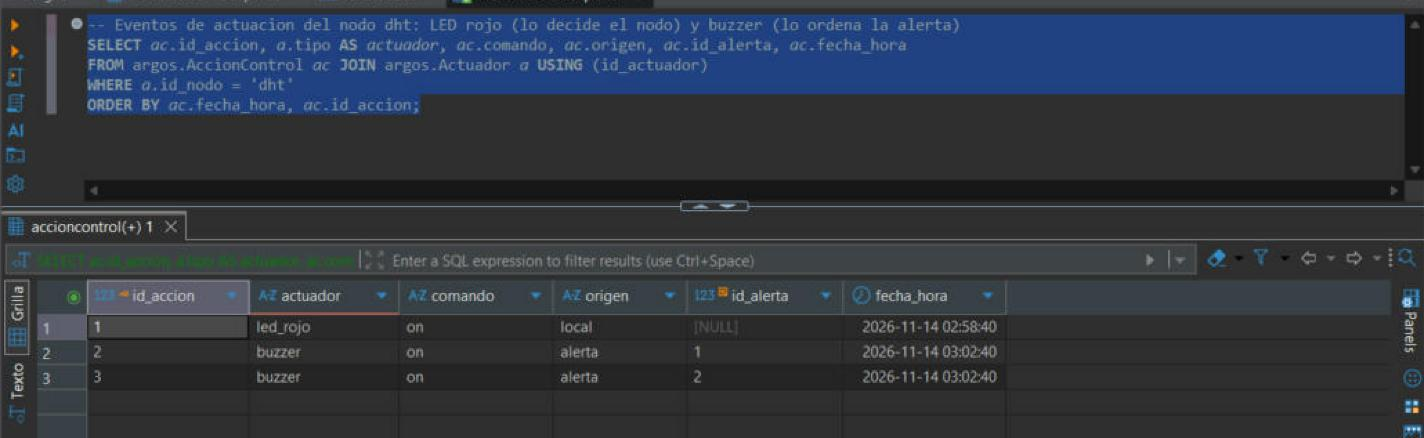 -- Eventos de actuacion del nodo dht: LED rojo (lo decide el nodo) y buzzer (lo ordena la alerta)
SELECT ac.id_accion, a.tipo AS actuador, ac.comando, ac.origen, ac.id_alerta, ac.fecha_hora
FROM argos.AccionControl ac JOIN argos.Actuador a USING (id_actuador)
WHERE a.id_nodo = 'dht'
ORDER BY ac.fecha_hora, ac.id_accion;
AI
accioncontrol(+) 1
Enter a SQL expression to filter results (use Ctrl+Space)
Grilla
Texto
Panels
123 id_accion A-Z actuador A-Z comando A-Z origen 123 id_alerta fecha_hora
1 1 led_rojo on local [NULL] 2026-11-14 02:58:40
2 2 buzzer on alerta 1 2026-11-14 03:02:40
3 3 buzzer on alerta 2 2026-11-14 03:02:40